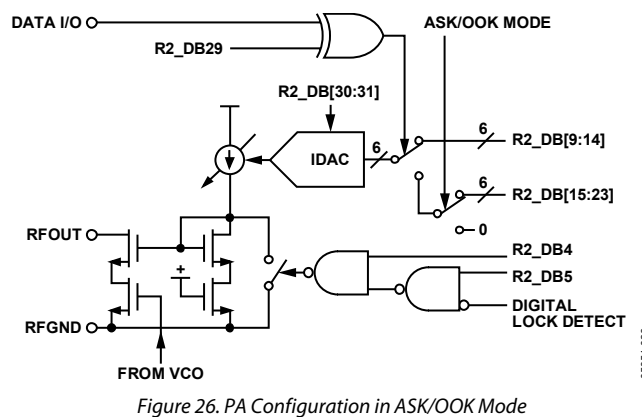 DATA I/O
ASK/OOK MODE
R2_DB29
R2_DB[30:31]
6
R2_DB[9:14]
IDAC
6
6
R2_DB[15:23]
0
RFOUT
+
R2_DB4
R2_DB5
DIGITAL
LOCK DETECT
RFGND
FROM VCO
Figure 26. PA Configuration in ASK/OOK Mode